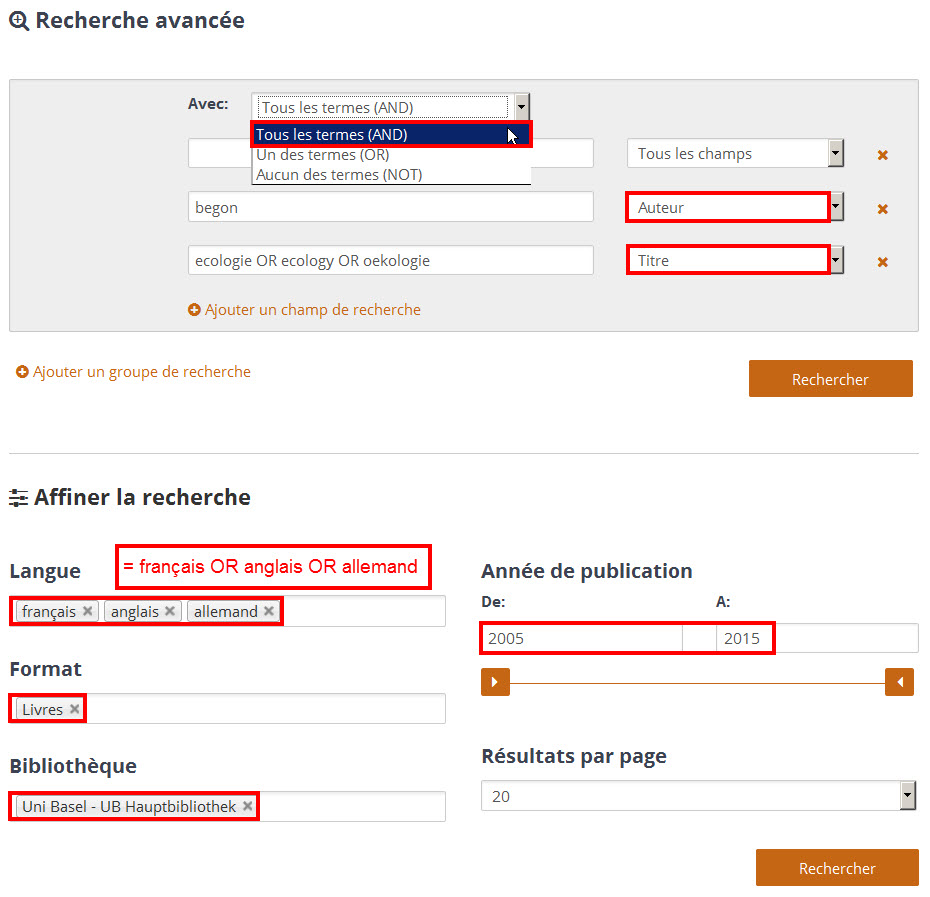 Recherche avancée
Avec: Tous les termes (AND)
Tous les termes (AND)
Un des termes (OR)
Aucun des termes (NOT)
Tous les champs
begon Auteur
ecologie OR ecology OR oekologie Titre
Ajouter un champ de recherche
Ajouter un groupe de recherche
Rechercher
Affiner la recherche
Langue = français OR anglais OR allemand
français anglais allemand
Format
Livres
Bibliothèque
Uni Basel - UB Hauptbibliothek
Année de publication
De: A:
2005 2015
Résultats par page
20
Rechercher